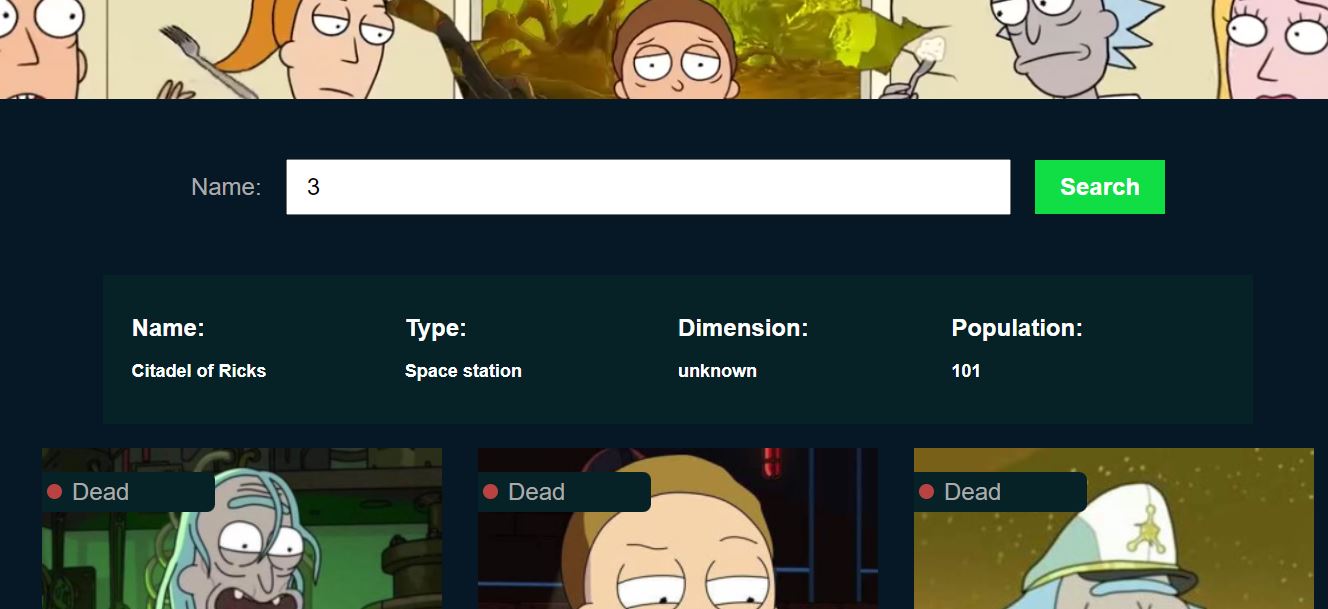 Name: 3 Search
Name: Type: Dimension: Population:
Citadel of Ricks Space station unknown 101
Dead Dead Dead